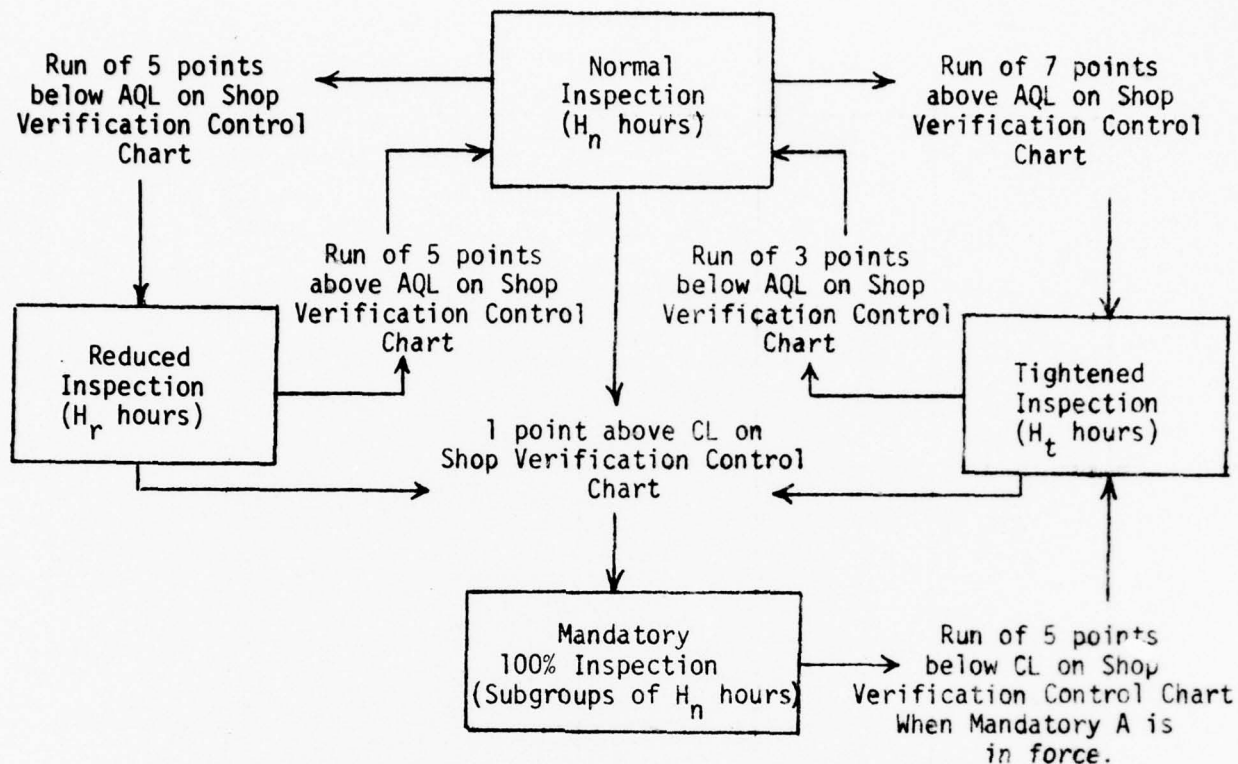 Run of 5 points
below AQL on Shop
Verification Control
Chart
Normal
Inspection
(Hn hours)
Run of 7 points
above AQL on Shop
Verification Control
Chart
Run of 5 points
above AQL on Shop
Verification Control
Chart
Run of 3 points
below AQL on Shop
Verification Control
Chart
Reduced
Inspection
(Hr hours)
Tightened
Inspection
(Ht hours)
1 point above CL on
Shop Verification Control
Chart
Mandatory
100% Inspection
(Subgroups of Hn hours)
Run of 5 points
below CL on Shop
Verification Control Chart
When Mandatory A is
in force.